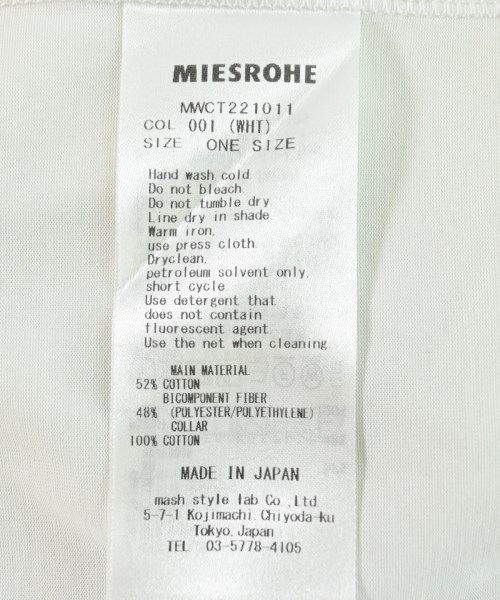 MIESROHE
MWCT221011
COL 001 (WHT)
SIZE ONE SIZE
Hand wash cold
Do not bleach
Do not tumble dry.
Line dry in shade
Warm iron.
use press cloth
Dryclean.
petroleum solvent only.
short cycle
Use detergent that
does not contain
fluorescent agent
Use the net when cleaning
MAIN MATERIAL
52% COTTON
BICOMPONENT FIBER
48% (POLYESTER/POLYETHYLENE)
COLLAR
100% COTTON
MADE IN JAPAN
mash style lab Co.,Ltd.
5-7-1 Kojimachi.Chiyoda-ku
Tokyo.Japan
TEL 03-5778-4105